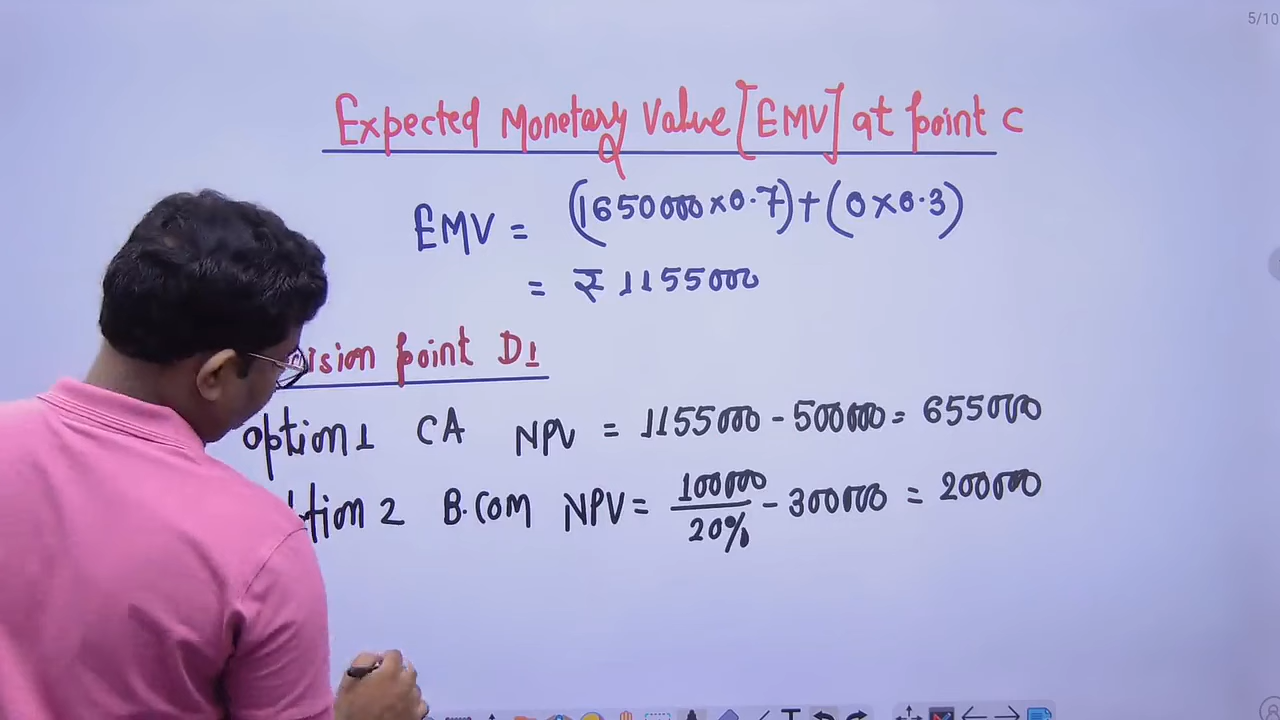 5/10
Expected Monetary Value [EMV] at point C
EMV = (1650000 × 0.7) + (0 × 0.3)
= ₹ 1155000
ision point D1
option 1 CA NPV = 1155000 - 500000 = 655000
tion 2 B.COM NPV = 100000/20% - 300000 = 200000